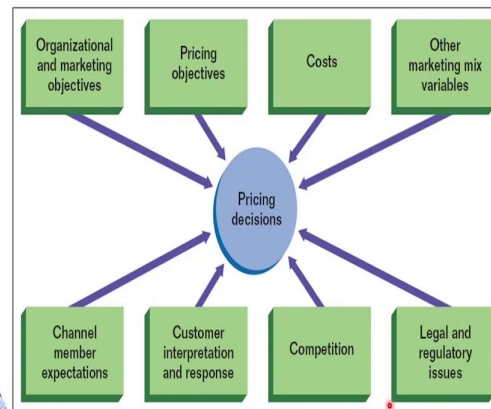 Organizational
and marketing
objectives
Pricing
objectives
Costs
Other
marketing mix
variables
Pricing
decisions
Channel
member
expectations
Customer
interpretation
and response
Competition
Legal and
regulatory
issues